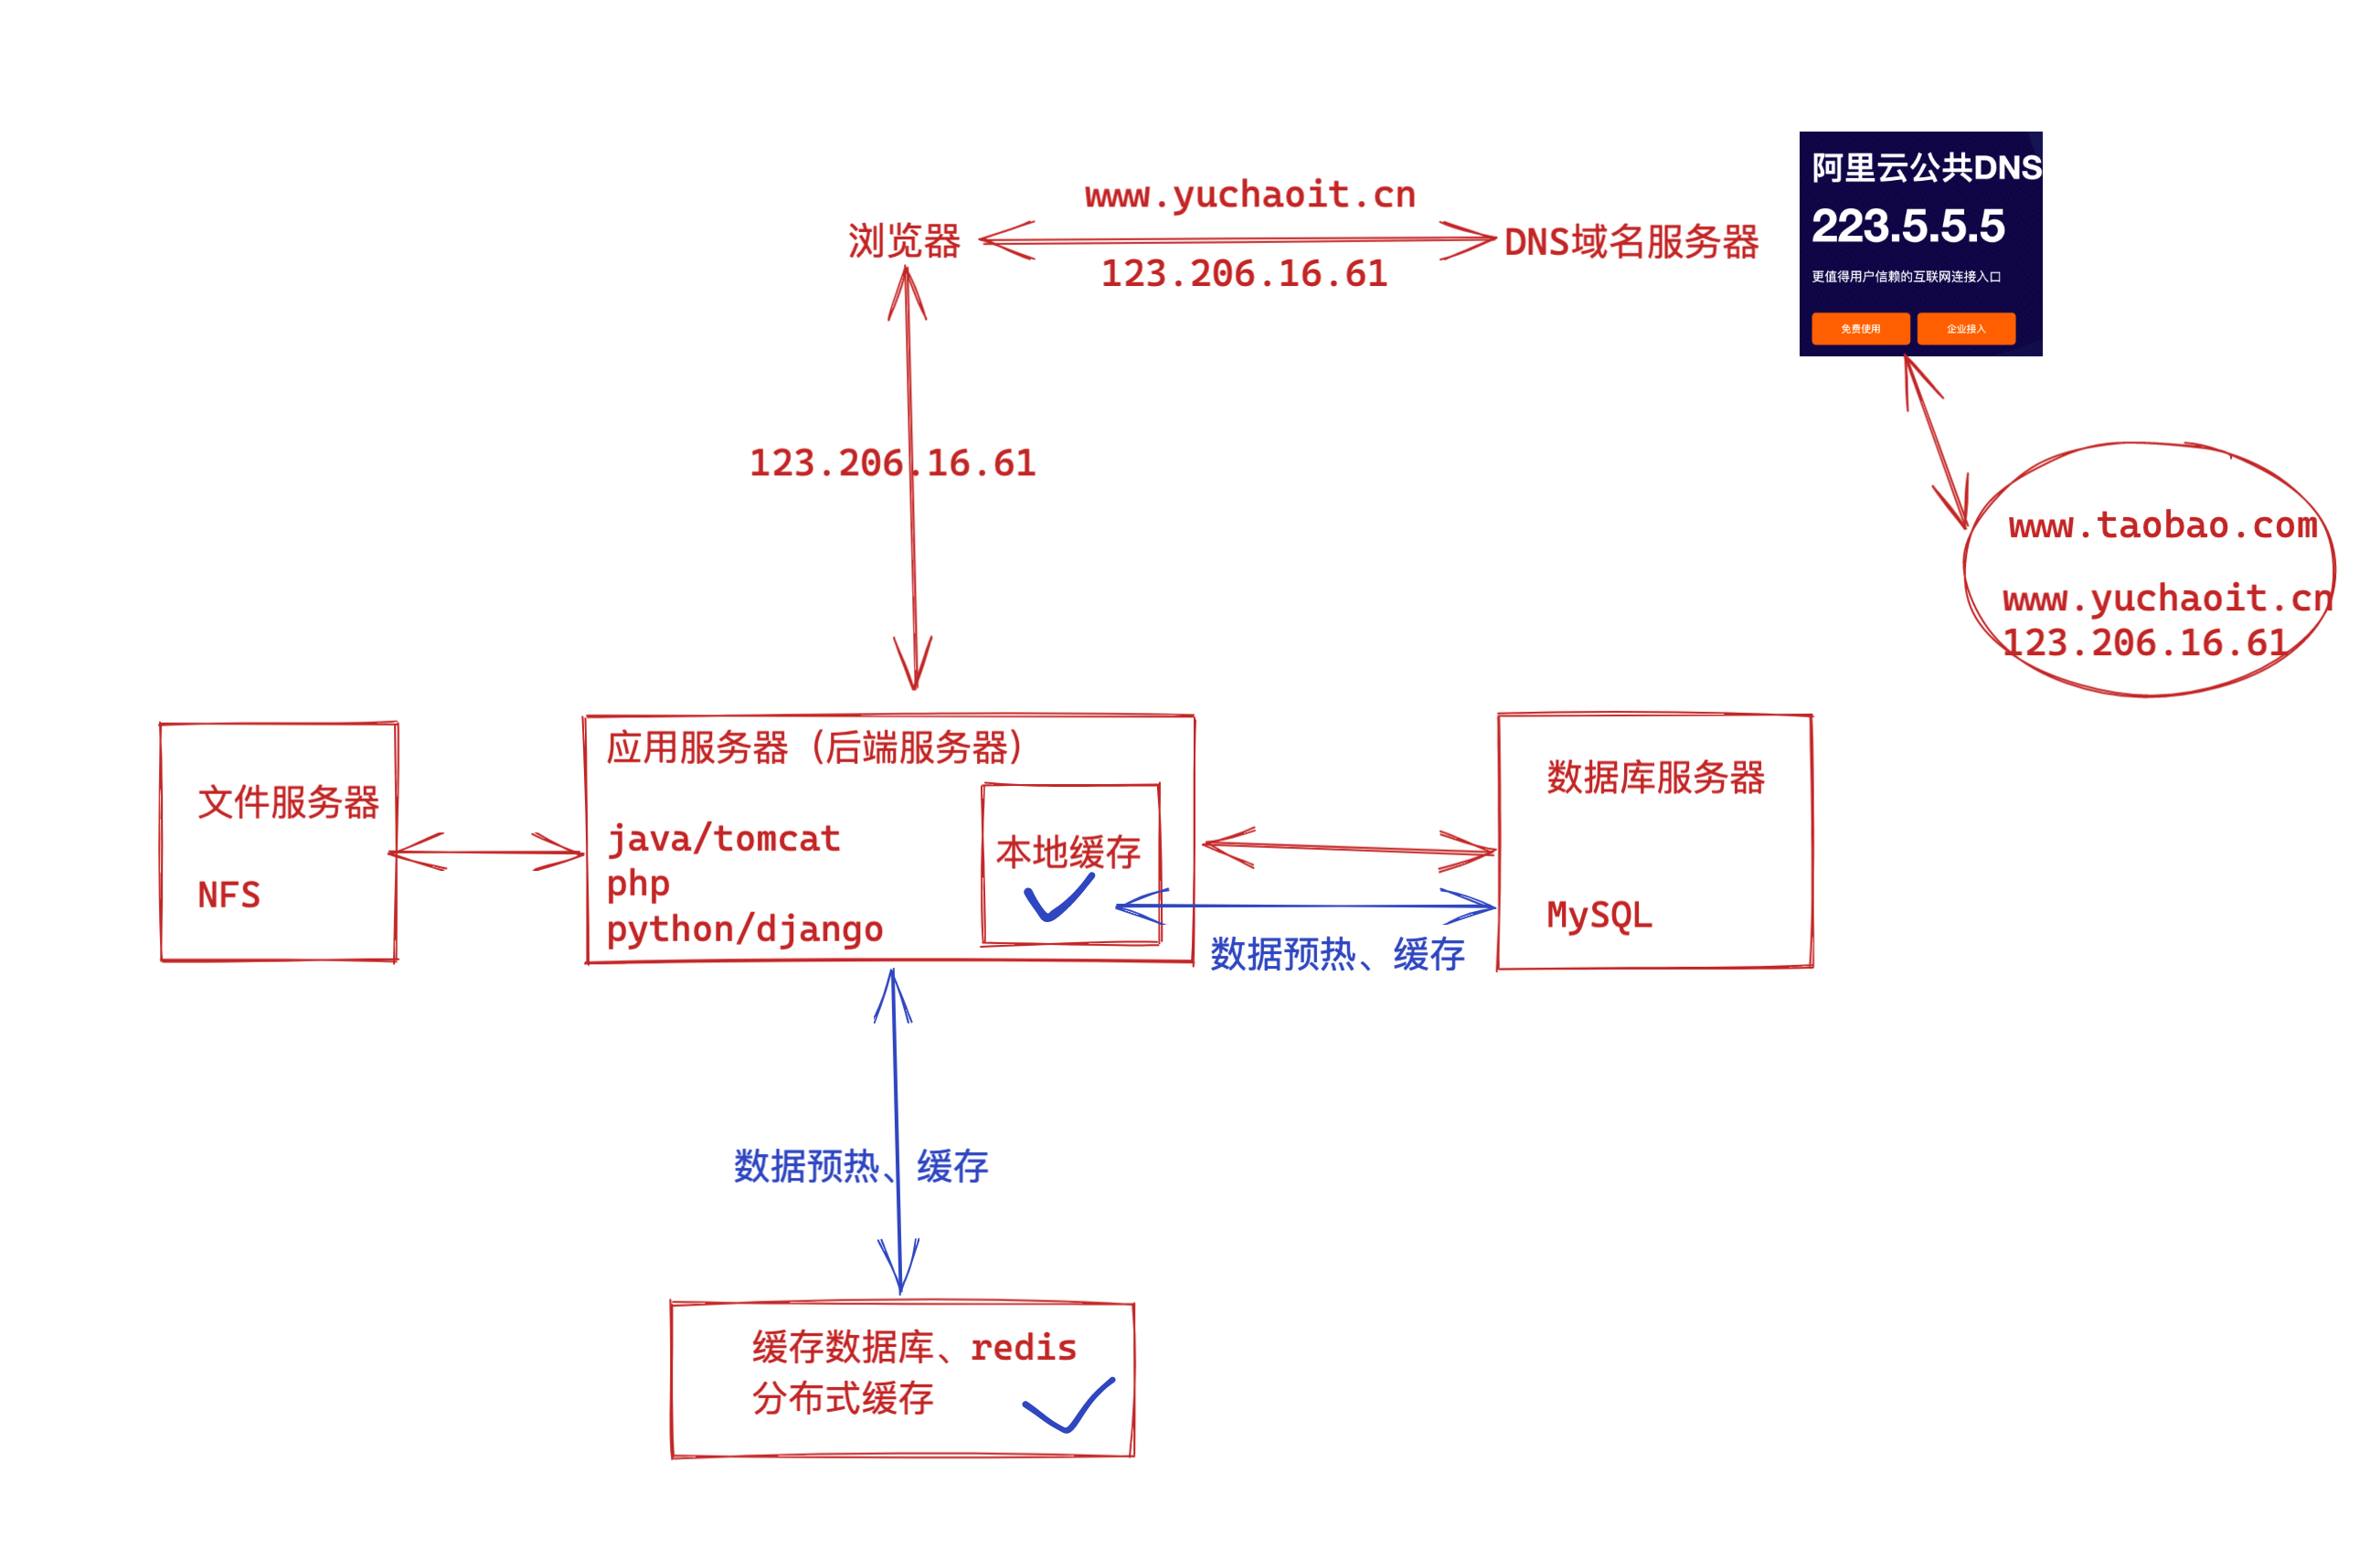 www.yuchaoit.cn
浏览器
DNS域名服务器
123.206.16.61
阿里云公共DNS
223.5.5.5
更值得用户信赖的互联网连接入口
免费使用
企业接入
123.206.16.61
www.taobao.com
www.yuchaoit.cn
123.206.16.61
文件服务器
NFS
应用服务器（后端服务器）
java/tomcat
php
python/django
本地缓存
数据库服务器
MySQL
数据预热、缓存
数据预热、缓存
缓存数据库、redis
分布式缓存